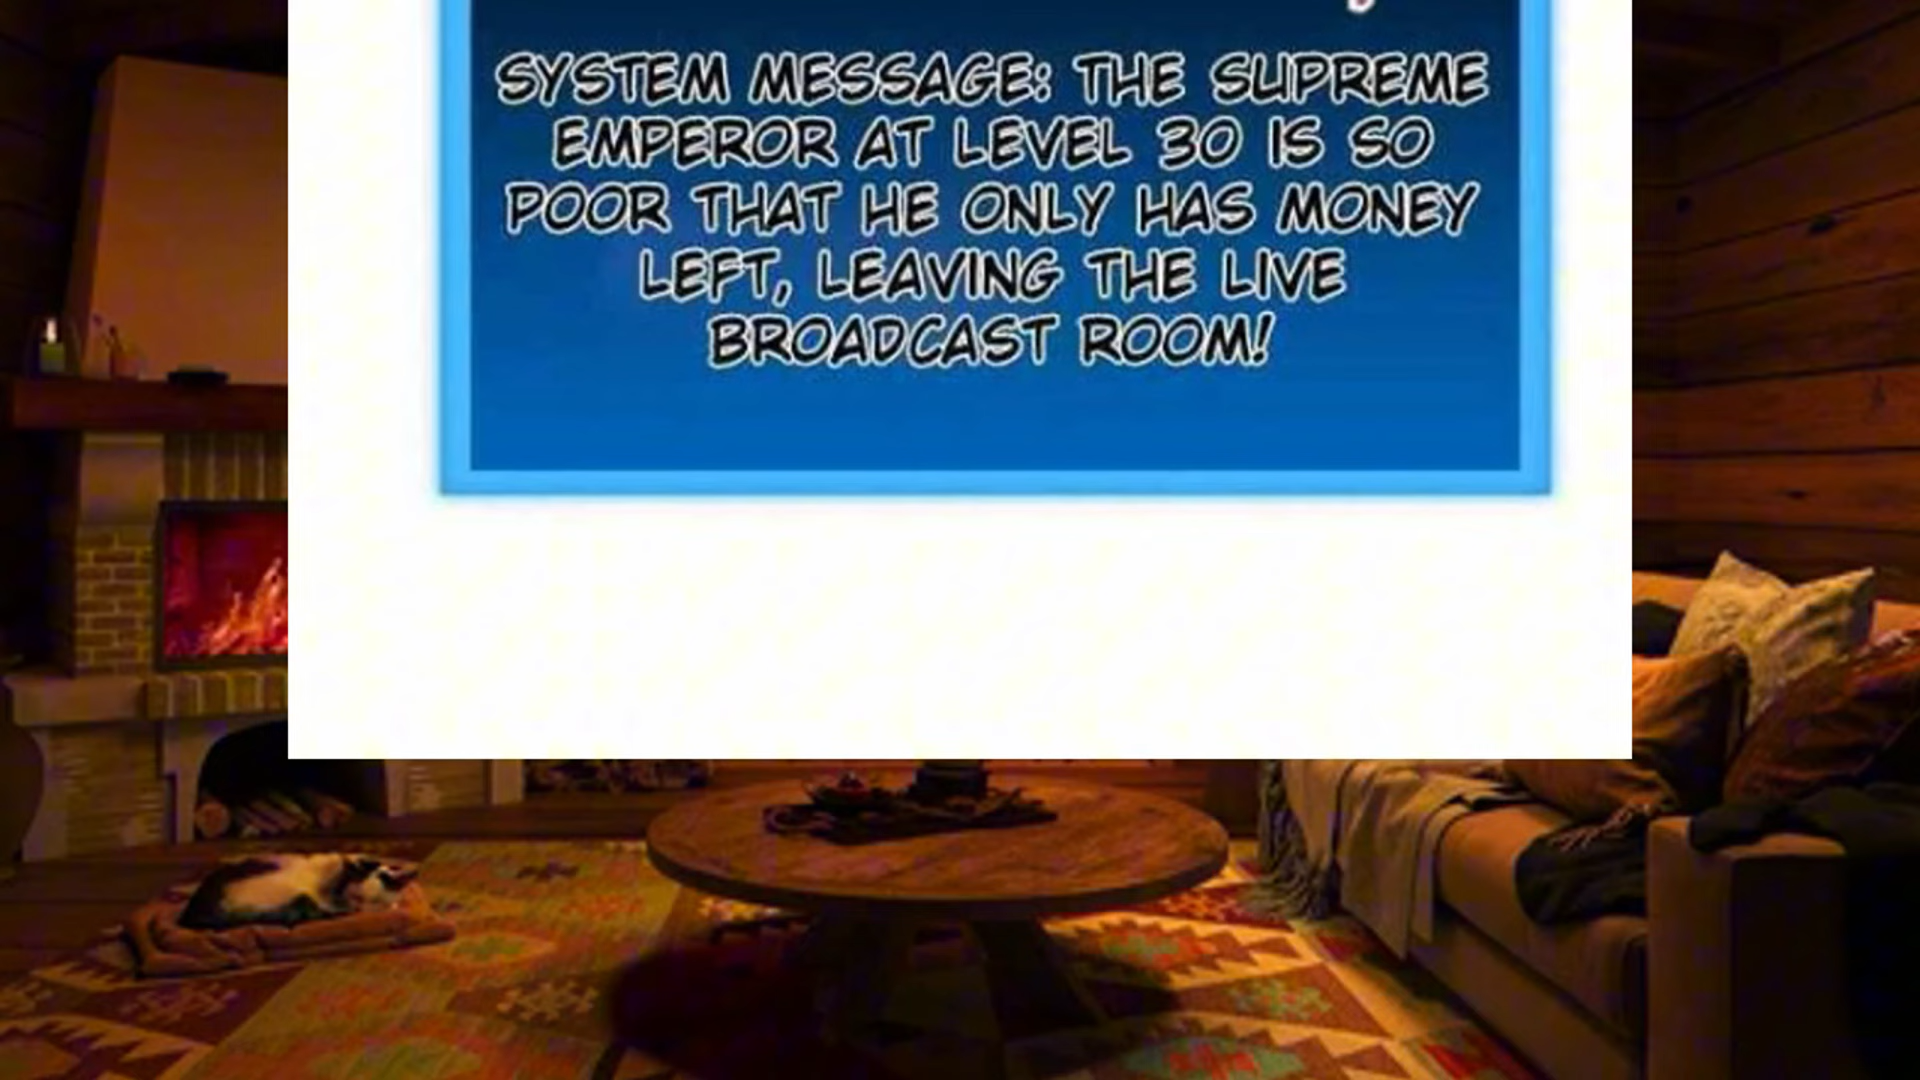 SYSTEM MESSAGE: THE SUPREME
EMPEROR AT LEVEL 30 IS SO
POOR THAT HE ONLY HAS MONEY
LEFT, LEAVING THE LIVE
BROADCAST ROOM!